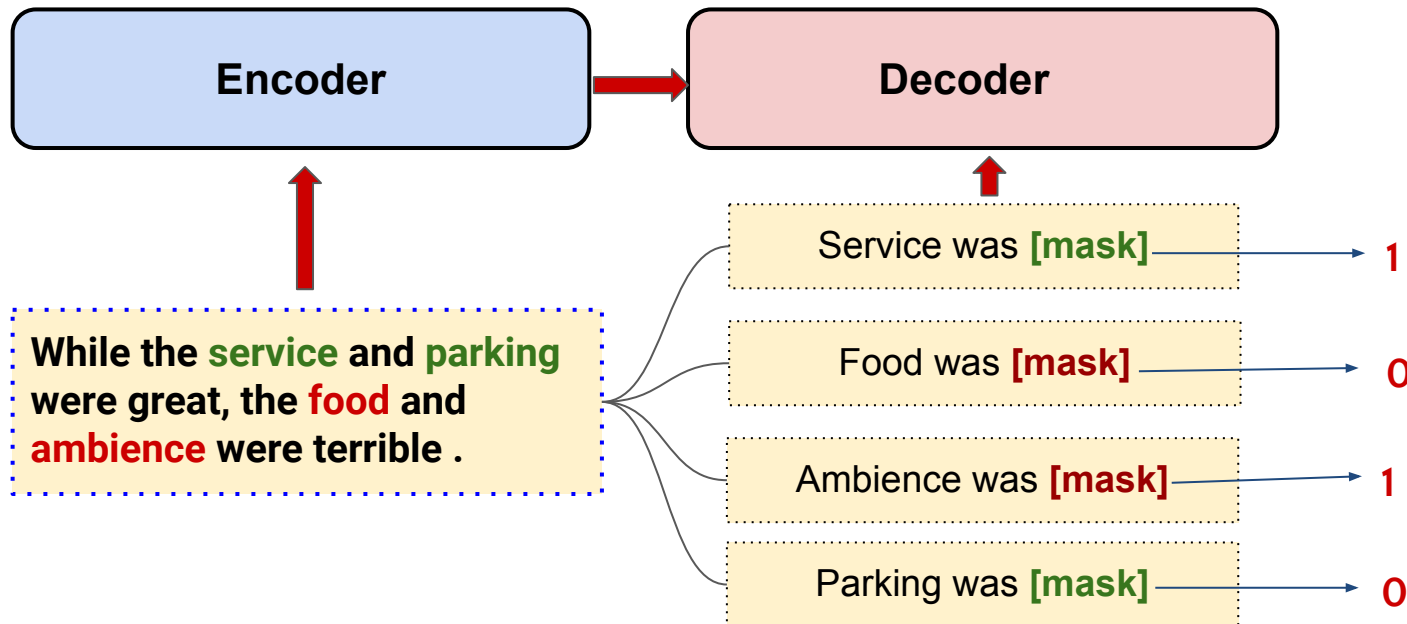 Encoder
Decoder
While the service and parking
were great, the food and
ambience were terrible .
Service was [mask]
1
Food was [mask]
0
Ambience was [mask]
1
Parking was [mask]
0